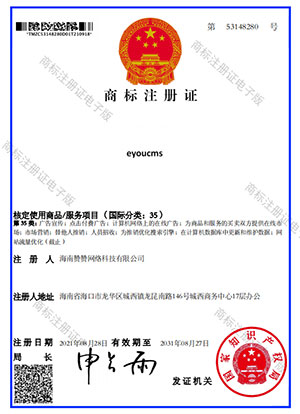 第 53148280 号
*TMZC53148280D01T210918*
商标注册证
eyoucms
核定使用商品/服务项目（国际分类：35）
第35类：广告宣传；点击付费广告；计算机网络上的在线广告；为商品和服务的买卖双方提供在线市
场；市场营销；替他人推销；人员招收；为推销优化搜索引擎；在计算机数据库中更新和维护数据；网
站流量优化（截止）
注册人 海南赞赞网络科技有限公司
注册人地址 海南省海口市龙华区城西镇龙昆南路146号城西商务中心17层办公
注册日期 2021年08月28日 有效期至 2031年08月27日
发证机关
国家知识产权局
商标注册证电子版
商标注册证电子版
商标注册证电子版
商标注册证电子版